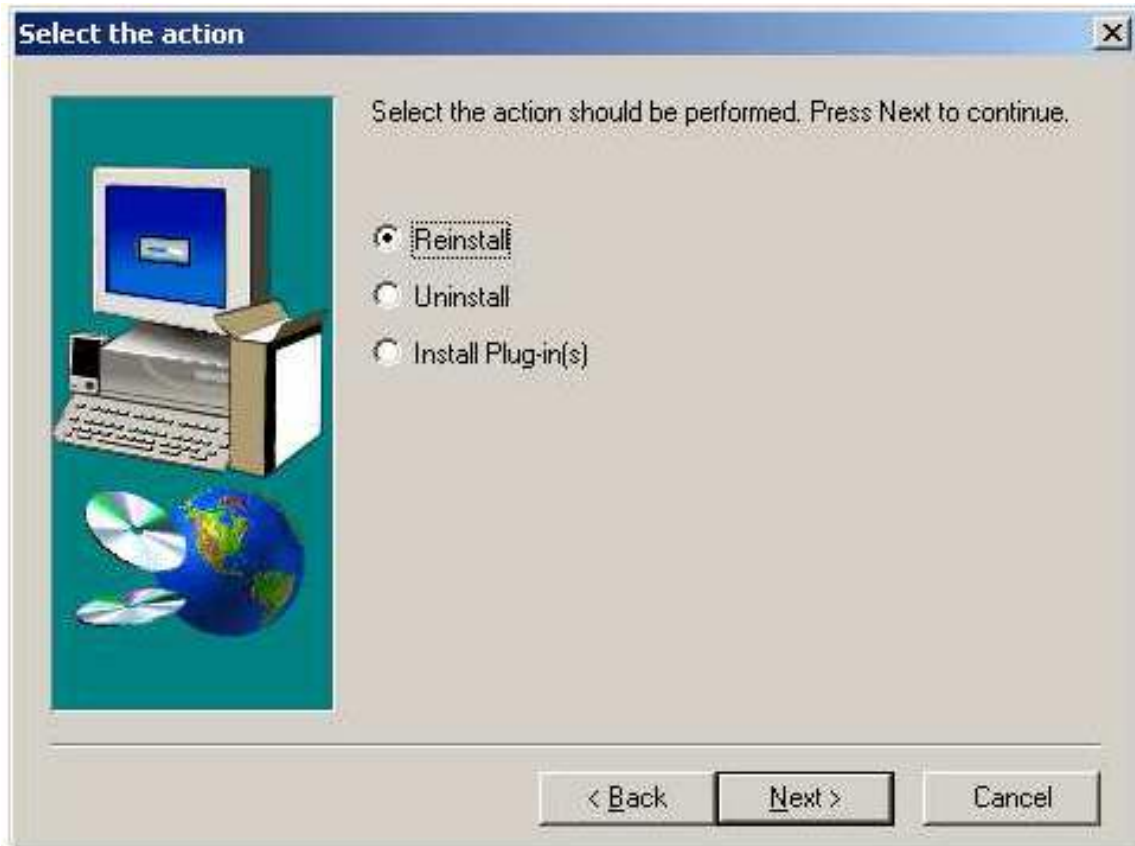 Select the action
Select the action should be performed. Press Next to continue.
Reinstall
Uninstall
Install Plug-in(s)
< Back Next > Cancel